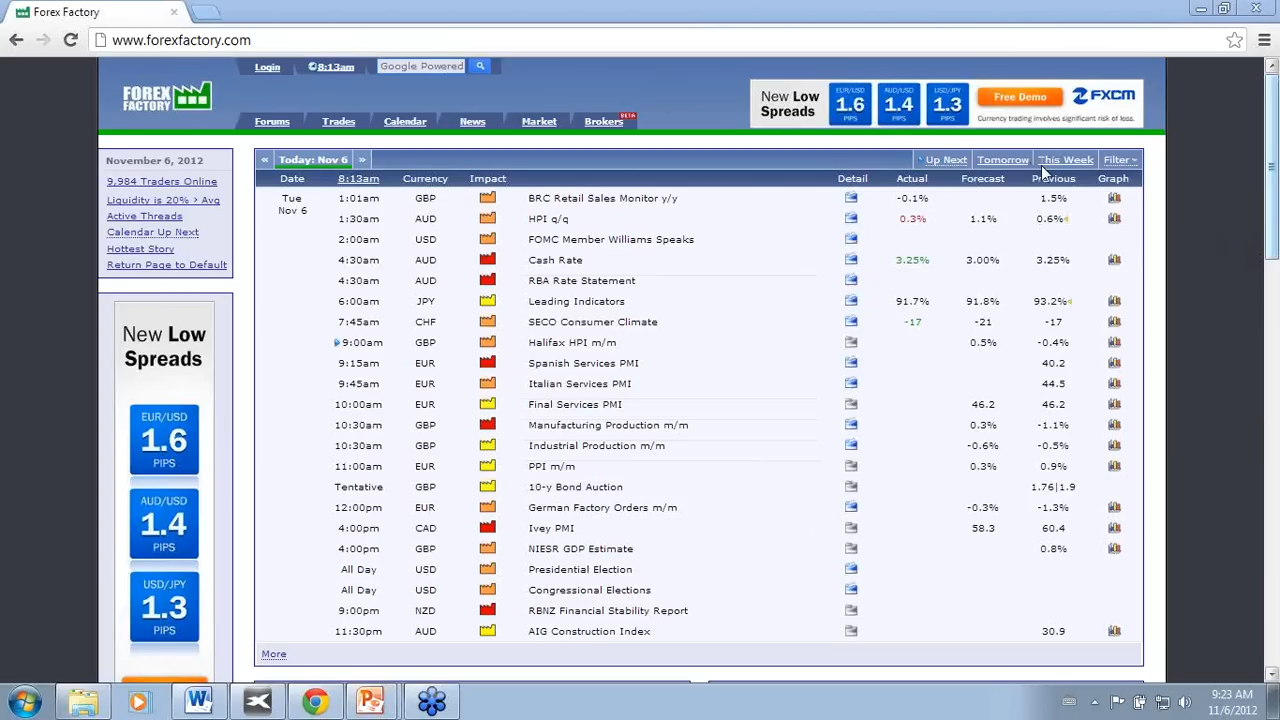 Forex Factory
www.forexfactory.com
Login 8:13am Google Powered
FOREX FACTORY
Forums Trades Calendar News Market Brokers BETA
New Low Spreads
EUR/USD 1.6 PIPS
AUD/USD 1.4 PIPS
USD/JPY 1.3 PIPS
Free Demo FXCM
Currency trading involves significant risk of loss.
November 6, 2012
9,984 Traders Online
Liquidity is 20% > Avg
Active Threads
Calendar Up Next
Hottest Story
Return Page to Default
New Low
Spreads
EUR/USD
1.6
PIPS
AUD/USD
1.4
PIPS
USD/JPY
1.3
PIPS
« Today: Nov 6 » Up Next Tomorrow This Week Filter
Date 8:13am Currency Impact Detail Actual Forecast Previous Graph
Tue Nov 6 1:01am GBP BRC Retail Sales Monitor y/y -0.1% 1.5%
1:30am AUD HPI q/q 0.3% 1.1% 0.6%
2:00am USD FOMC Member Williams Speaks
4:30am AUD Cash Rate 3.25% 3.00% 3.25%
4:30am AUD RBA Rate Statement
6:00am JPY Leading Indicators 91.7% 91.8% 93.2%
7:45am CHF SECO Consumer Climate -17 -21 -17
9:00am GBP Halifax HPI m/m 0.5% -0.4%
9:15am EUR Spanish Services PMI 40.2
9:45am EUR Italian Services PMI 44.5
10:00am EUR Final Services PMI 46.2 46.2
10:30am GBP Manufacturing Production m/m 0.3% -1.1%
10:30am GBP Industrial Production m/m -0.6% -0.5%
11:00am EUR PPI m/m 0.3% 0.9%
Tentative GBP 10-y Bond Auction 1.76|1.9
12:00pm EUR German Factory Orders m/m -0.3% -1.3%
4:00pm CAD Ivey PMI 58.3 60.4
4:00pm GBP NIESR GDP Estimate 0.8%
All Day USD Presidential Election
All Day USD Congressional Elections
9:00pm NZD RBNZ Financial Stability Report
11:30pm AUD AIG Construction Index 30.9
More
9:23 AM
11/6/2012